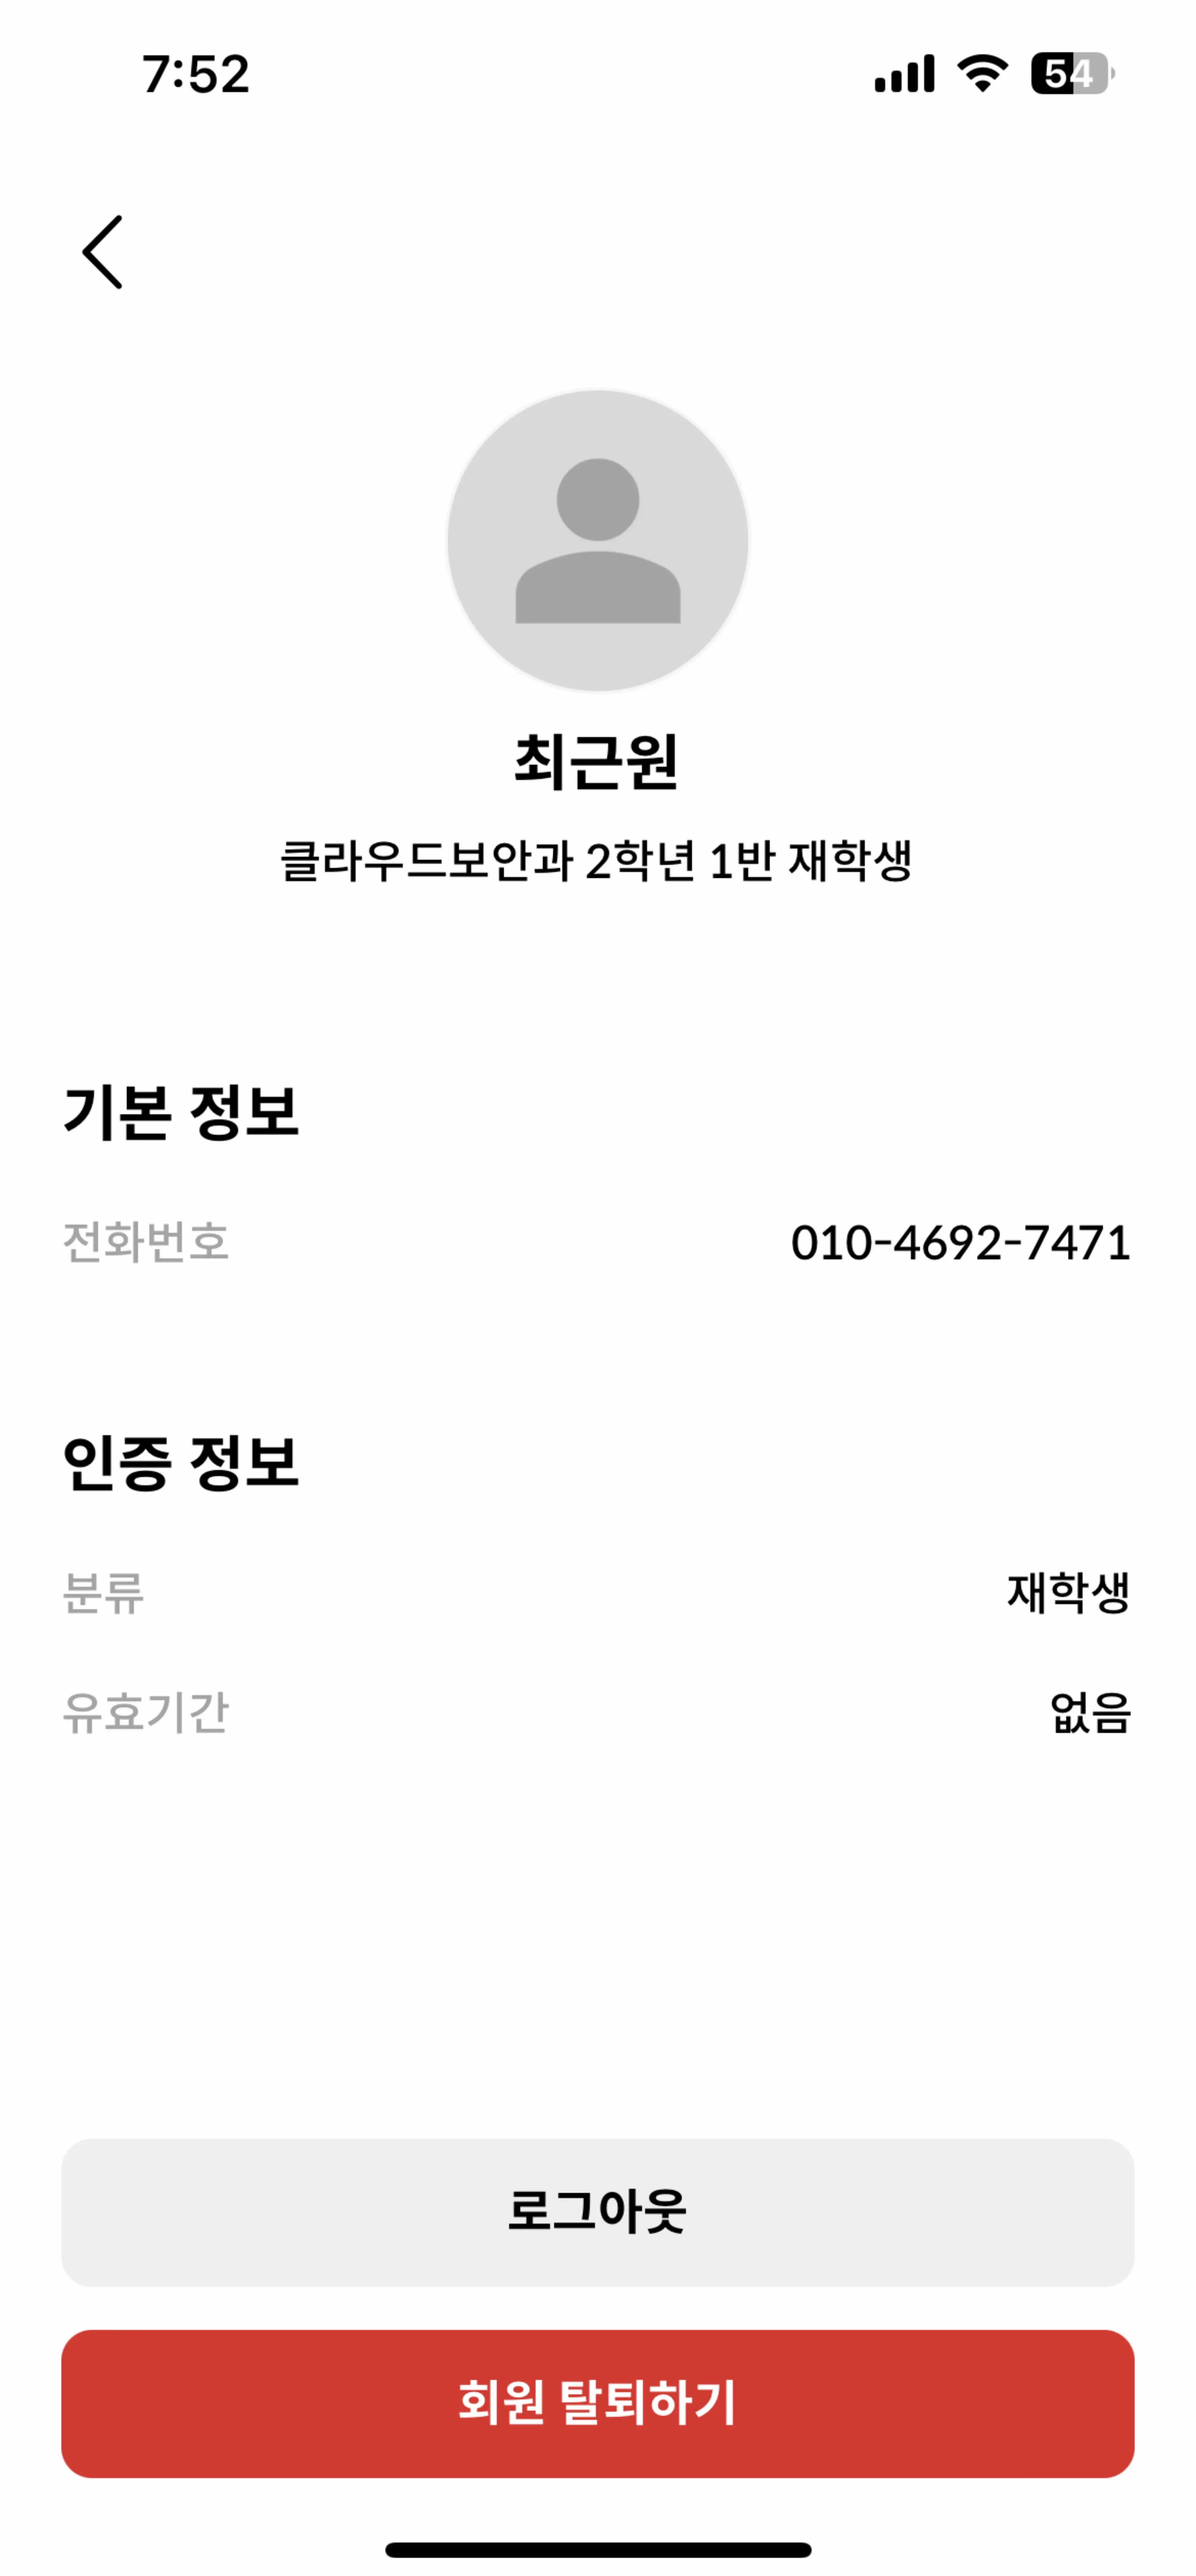 7:52
54
최근원
클라우드보안과 2학년 1반 재학생
기본 정보
전화번호 010-4692-7471
인증 정보
분류 재학생
유효기간 없음
로그아웃
회원 탈퇴하기